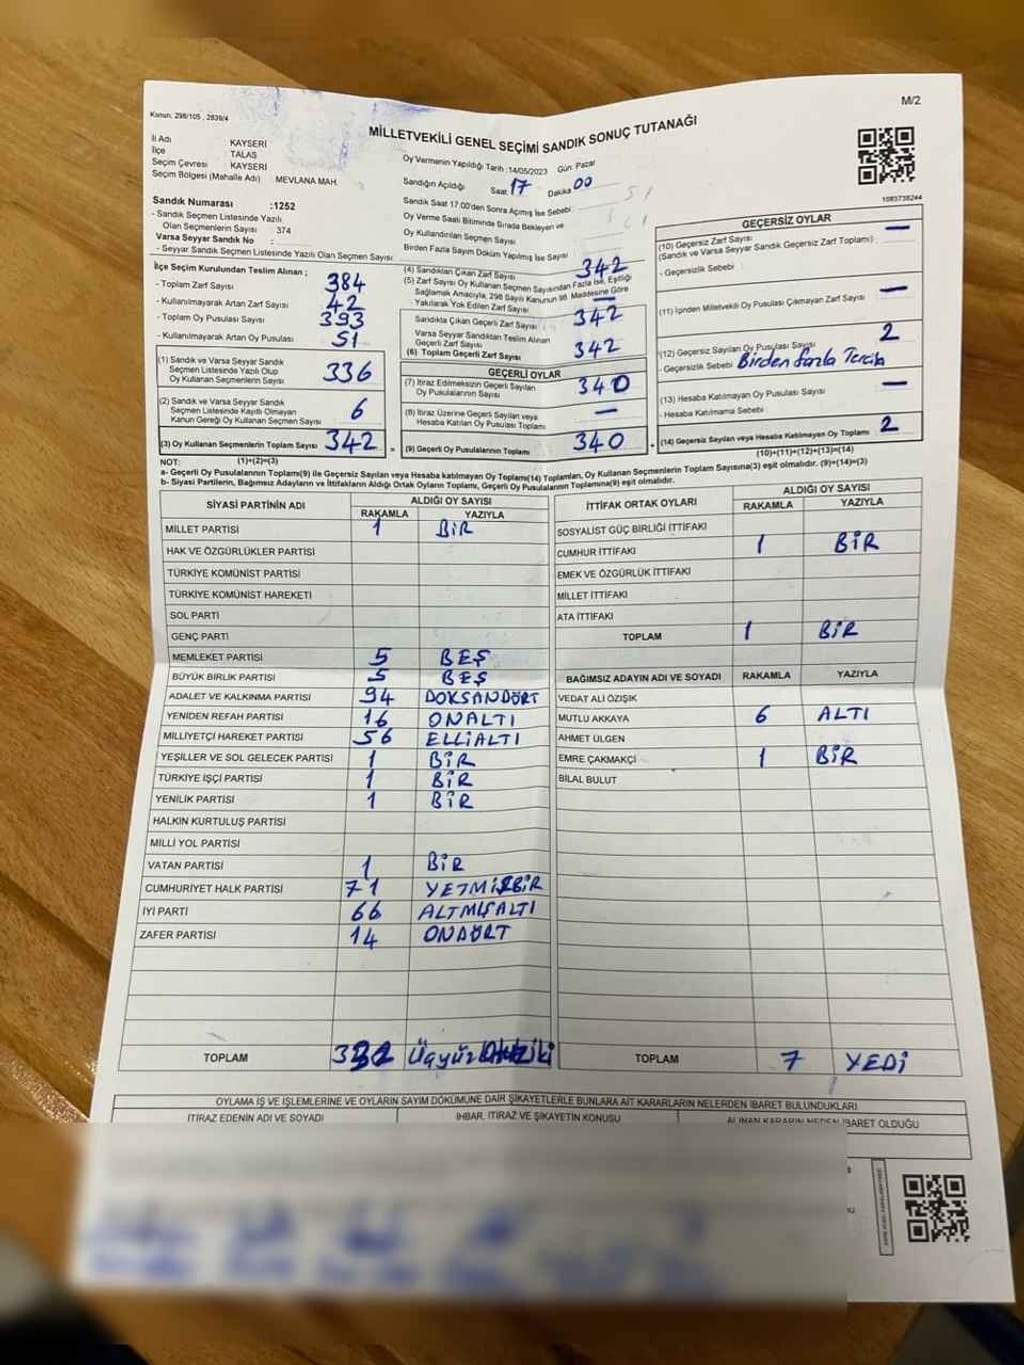 M/2
Kanun, 298/105 , 2839/4
MİLLETVEKİLİ GENEL SEÇİMİ SANDIK SONUÇ TUTANAĞI
İl Adı KAYSERİ
İlçe TALAS
Seçim Çevresi KAYSERİ
Seçim Bölgesi (Mahalle Adı) MEVLANA MAH.
Oy Vermenin Yapıldığı Tarih :14/05/2023 Gün: Pazar
Sandığın Açıldığı Saat 17 Dakika 00
Sandık Saat 17:00'den Sonra Açılmış İse Sebebi:
Oy Verme Saati Bitiminde Sırada Bekleyen ve
Oy Kullandırılan Seçmen Sayısı
Birden Fazla Sayım Döküm Yapılmış İse Sayısı
1083738244
Sandık Numarası :1252
- Sandık Seçmen Listesinde Yazılı
Olan Seçmenlerin Sayısı : 374
Varsa Seyyar Sandık No :
- Seyyar Sandık Seçmen Listesinde Yazılı Olan Seçmen Sayısı:
İlçe Seçim Kurulundan Teslim Alınan ;
- Toplam Zarf Sayısı 384
- Kullanılmayarak Artan Zarf Sayısı 42
- Toplam Oy Pusulası Sayısı 393
- Kullanılmayarak Artan Oy Pusulası 51
(1) Sandık ve Varsa Seyyar Sandık
Seçmen Listesinde Yazılı Olup
Oy Kullanan Seçmenlerin Sayısı 336
(2) Sandık ve Varsa Seyyar Sandık
Seçmen Listesinde Kayıtlı Olmayan
Kanun Gereği Oy Kullanan Seçmen Sayısı 6
(3) Oy Kullanan Seçmenlerin Toplam Sayısı 342
(1)+(2)=(3)
(4) Sandıktan Çıkan Zarf Sayısı 342
(5) Zarf Sayısı Oy Kullanan Seçmen Sayısından Fazla İse, Eşitliği
Sağlamak Amacıyla, 298 Sayılı Kanunun 98. Maddesine Göre
Yakılarak Yok Edilen Zarf Sayısı —
Sandıkta Çıkan Geçerli Zarf Sayısı 342
Varsa Seyyar Sandıktan Teslim Alınan
Geçerli Zarf Sayısı
(6) Toplam Geçerli Zarf Sayısı 342
GEÇERLİ OYLAR
(7) İtiraz Edilmeksizin Geçerli Sayılan
Oy Pusulalarının Sayısı 340
(8) İtiraz Üzerine Geçerli Sayılan veya
Hesaba Katılan Oy Pusulası Toplamı —
(9) Geçerli Oy Pusulalarının Toplamı 340
GEÇERSİZ OYLAR
(10) Geçersiz Zarf Sayısı —
(Sandık ve Varsa Seyyar Sandık Geçersiz Zarf Toplamı) :
- Geçersizlik Sebebi
(11) İçinden Milletvekili Oy Pusulası Çıkmayan Zarf Sayısı —
(12) Geçersiz Sayılan Oy Pusulası Sayısı 2
- Geçersizlik Sebebi Birden fazla Tercih
(13) Hesaba Katılmayan Oy Pusulası Sayısı —
- Hesaba Katılmama Sebebi
(14) Geçersiz Sayılan veya Hesaba Katılmayan Oy Toplamı 2
(10)+(11)+(12)+(13)=(14)
NOT:
a- Geçerli Oy Pusulalarının Toplamı(9) ile Geçersiz Sayılan veya Hesaba katılmayan Oy Toplamı(14) Toplamları, Oy Kullanan Seçmenlerin Toplam Sayısına(3) eşit olmalıdır. (9)+(14)=(3)
b- Siyasi Partilerin, Bağımsız Adayların ve İttifakların Aldığı Ortak Oyların Toplamı, Geçerli Oy Pusulalarının Toplamına(9) eşit olmalıdır.
SİYASİ PARTİNİN ADI ALDIĞI OY SAYISI
RAKAMLA YAZIYLA
MİLLET PARTİSİ 1 BİR
HAK VE ÖZGÜRLÜKLER PARTİSİ
TÜRKİYE KOMÜNİST PARTİSİ
TÜRKİYE KOMÜNİST HAREKETİ
SOL PARTİ
GENÇ PARTİ
MEMLEKET PARTİSİ 5 BEŞ
BÜYÜK BİRLİK PARTİSİ 5 BEŞ
ADALET VE KALKINMA PARTİSİ 94 DOKSANDÖRT
YENİDEN REFAH PARTİSİ 16 ONALTI
MİLLİYETÇİ HAREKET PARTİSİ 56 ELLİALTI
YEŞİLLER VE SOL GELECEK PARTİSİ 1 BİR
TÜRKİYE İŞÇİ PARTİSİ 1 BİR
YENİLİK PARTİSİ 1 BİR
HALKIN KURTULUŞ PARTİSİ
MİLLİ YOL PARTİSİ
VATAN PARTİSİ 1 BİR
CUMHURİYET HALK PARTİSİ 71 YETMİŞBİR
İYİ PARTİ 66 ALTMIŞALTI
ZAFER PARTİSİ 14 ONDÖRT
TOPLAM 332 Üçyüz
İTTİFAK ORTAK OYLARI ALDIĞI OY SAYISI
RAKAMLA YAZIYLA
SOSYALİST GÜÇ BİRLİĞİ İTTİFAKI
CUMHUR İTTİFAKI 1 BİR
EMEK VE ÖZGÜRLÜK İTTİFAKI
MİLLET İTTİFAKI
ATA İTTİFAKI
TOPLAM 1 BİR
BAĞIMSIZ ADAYIN ADI VE SOYADI RAKAMLA YAZIYLA
VEDAT ALİ ÖZIŞIK
MUTLU AKKAYA 6 ALTI
AHMET ÜLGEN
EMRE ÇAKMAKÇI 1 BİR
BİLAL BULUT
TOPLAM 7 YEDİ
OYLAMA İŞ VE İŞLEMLERİNE VE OYLARIN SAYIM DÖKÜMÜNE DAİR ŞİKAYETLERLE BUNLARA AİT KARARLARIN NELERDEN İBARET BULUNDUKLARI
İTİRAZ EDENİN ADI VE SOYADI İHBAR, İTİRAZ VE ŞİKAYETİN KONUSU ALINAN KARARIN NEDEN İBARET OLDUĞU